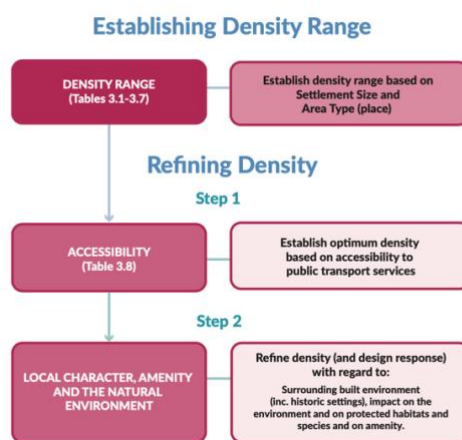 Establishing Density Range
DENSITY RANGE
(Tables 3.1-3.7)
Establish density range based on
Settlement Size and
Area Type (place)
Refining Density
Step 1
ACCESSIBILITY
(Table 3.8)
Establish optimum density
based on accessibility to
public transport services
Step 2
LOCAL CHARACTER, AMENITY
AND THE NATURAL
ENVIRONMENT
Refine density (and design response)
with regard to:
Surrounding built environment
(inc. historic settings), impact on the
environment and on protected habitats and
species and on amenity.